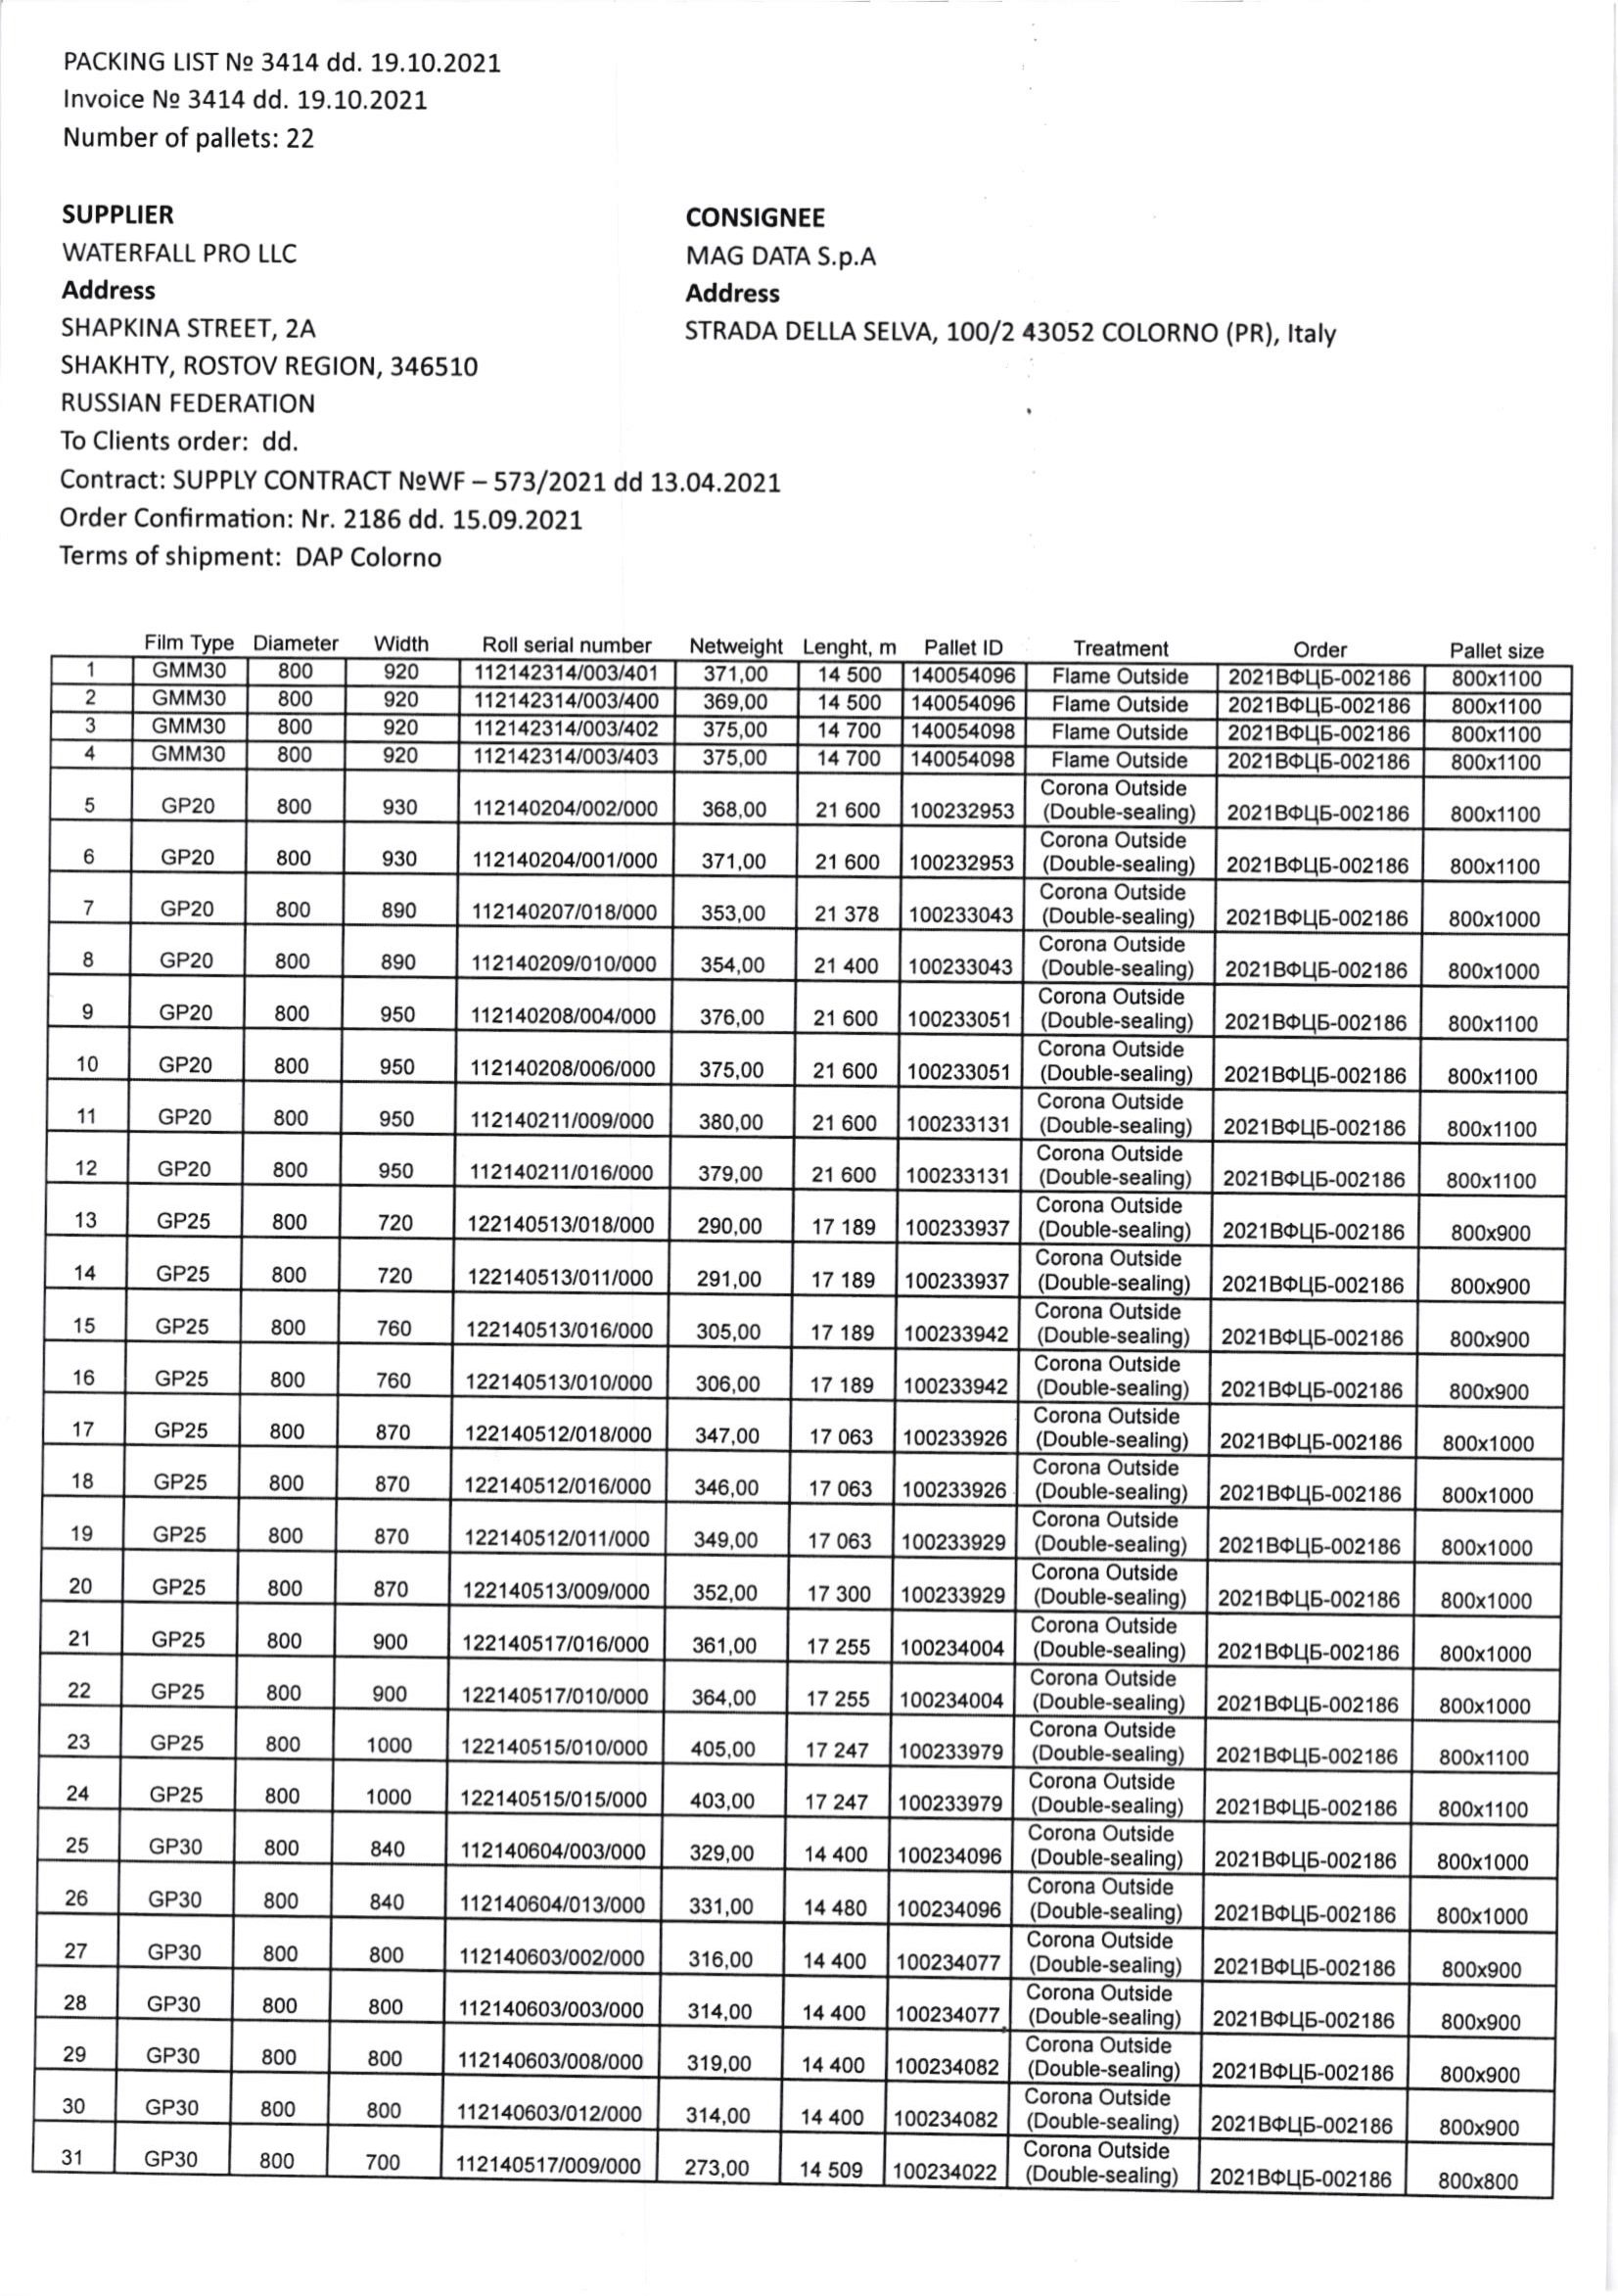 PACKING LIST № 3414 dd. 19.10.2021
Invoice № 3414 dd. 19.10.2021
Number of pallets: 22
SUPPLIER
WATERFALL PRO LLC
Address
SHAPKINA STREET, 2A
SHAKHTY, ROSTOV REGION, 346510
RUSSIAN FEDERATION
CONSIGNEE
MAG DATA S.p.A
Address
STRADA DELLA SELVA, 100/2 43052 COLORNO (PR), Italy
To Clients order: dd.
Contract: SUPPLY CONTRACT №WF – 573/2021 dd 13.04.2021
Order Confirmation: Nr. 2186 dd. 15.09.2021
Terms of shipment: DAP Colorno
Film Type Diameter Width Roll serial number Netweight Lenght, m Pallet ID Treatment Order Pallet size
1 GMM30 800 920 112142314/003/401 371,00 14 500 140054096 Flame Outside 2021ВФЦБ-002186 800x1100
2 GMM30 800 920 112142314/003/400 369,00 14 500 140054096 Flame Outside 2021ВФЦБ-002186 800x1100
3 GMM30 800 920 112142314/003/402 375,00 14 700 140054098 Flame Outside 2021ВФЦБ-002186 800x1100
4 GMM30 800 920 112142314/003/403 375,00 14 700 140054098 Flame Outside 2021ВФЦБ-002186 800x1100
5 GP20 800 930 112140204/002/000 368,00 21 600 100232953 Corona Outside (Double-sealing) 2021ВФЦБ-002186 800x1100
6 GP20 800 930 112140204/001/000 371,00 21 600 100232953 Corona Outside (Double-sealing) 2021ВФЦБ-002186 800x1100
7 GP20 800 890 112140207/018/000 353,00 21 378 100233043 Corona Outside (Double-sealing) 2021ВФЦБ-002186 800x1000
8 GP20 800 890 112140209/010/000 354,00 21 400 100233043 Corona Outside (Double-sealing) 2021ВФЦБ-002186 800x1000
9 GP20 800 950 112140208/004/000 376,00 21 600 100233051 Corona Outside (Double-sealing) 2021ВФЦБ-002186 800x1100
10 GP20 800 950 112140208/006/000 375,00 21 600 100233051 Corona Outside (Double-sealing) 2021ВФЦБ-002186 800x1100
11 GP20 800 950 112140211/009/000 380,00 21 600 100233131 Corona Outside (Double-sealing) 2021ВФЦБ-002186 800x1100
12 GP20 800 950 112140211/016/000 379,00 21 600 100233131 Corona Outside (Double-sealing) 2021ВФЦБ-002186 800x1100
13 GP25 800 720 122140513/018/000 290,00 17 189 100233937 Corona Outside (Double-sealing) 2021ВФЦБ-002186 800x900
14 GP25 800 720 122140513/011/000 291,00 17 189 100233937 Corona Outside (Double-sealing) 2021ВФЦБ-002186 800x900
15 GP25 800 760 122140513/016/000 305,00 17 189 100233942 Corona Outside (Double-sealing) 2021ВФЦБ-002186 800x900
16 GP25 800 760 122140513/010/000 306,00 17 189 100233942 Corona Outside (Double-sealing) 2021ВФЦБ-002186 800x900
17 GP25 800 870 122140512/018/000 347,00 17 063 100233926 Corona Outside (Double-sealing) 2021ВФЦБ-002186 800x1000
18 GP25 800 870 122140512/016/000 346,00 17 063 100233926 Corona Outside (Double-sealing) 2021ВФЦБ-002186 800x1000
19 GP25 800 870 122140512/011/000 349,00 17 063 100233929 Corona Outside (Double-sealing) 2021ВФЦБ-002186 800x1000
20 GP25 800 870 122140513/009/000 352,00 17 300 100233929 Corona Outside (Double-sealing) 2021ВФЦБ-002186 800x1000
21 GP25 800 900 122140517/016/000 361,00 17 255 100234004 Corona Outside (Double-sealing) 2021ВФЦБ-002186 800x1000
22 GP25 800 900 122140517/010/000 364,00 17 255 100234004 Corona Outside (Double-sealing) 2021ВФЦБ-002186 800x1000
23 GP25 800 1000 122140515/010/000 405,00 17 247 100233979 Corona Outside (Double-sealing) 2021ВФЦБ-002186 800x1100
24 GP25 800 1000 122140515/015/000 403,00 17 247 100233979 Corona Outside (Double-sealing) 2021ВФЦБ-002186 800x1100
25 GP30 800 840 112140604/003/000 329,00 14 400 100234096 Corona Outside (Double-sealing) 2021ВФЦБ-002186 800x1000
26 GP30 800 840 112140604/013/000 331,00 14 480 100234096 Corona Outside (Double-sealing) 2021ВФЦБ-002186 800x1000
27 GP30 800 800 112140603/002/000 316,00 14 400 100234077 Corona Outside (Double-sealing) 2021ВФЦБ-002186 800x900
28 GP30 800 800 112140603/003/000 314,00 14 400 100234077 Corona Outside (Double-sealing) 2021ВФЦБ-002186 800x900
29 GP30 800 800 112140603/008/000 319,00 14 400 100234082 Corona Outside (Double-sealing) 2021ВФЦБ-002186 800x900
30 GP30 800 800 112140603/012/000 314,00 14 400 100234082 Corona Outside (Double-sealing) 2021ВФЦБ-002186 800x900
31 GP30 800 700 112140517/009/000 273,00 14 509 100234022 Corona Outside (Double-sealing) 2021ВФЦБ-002186 800x800